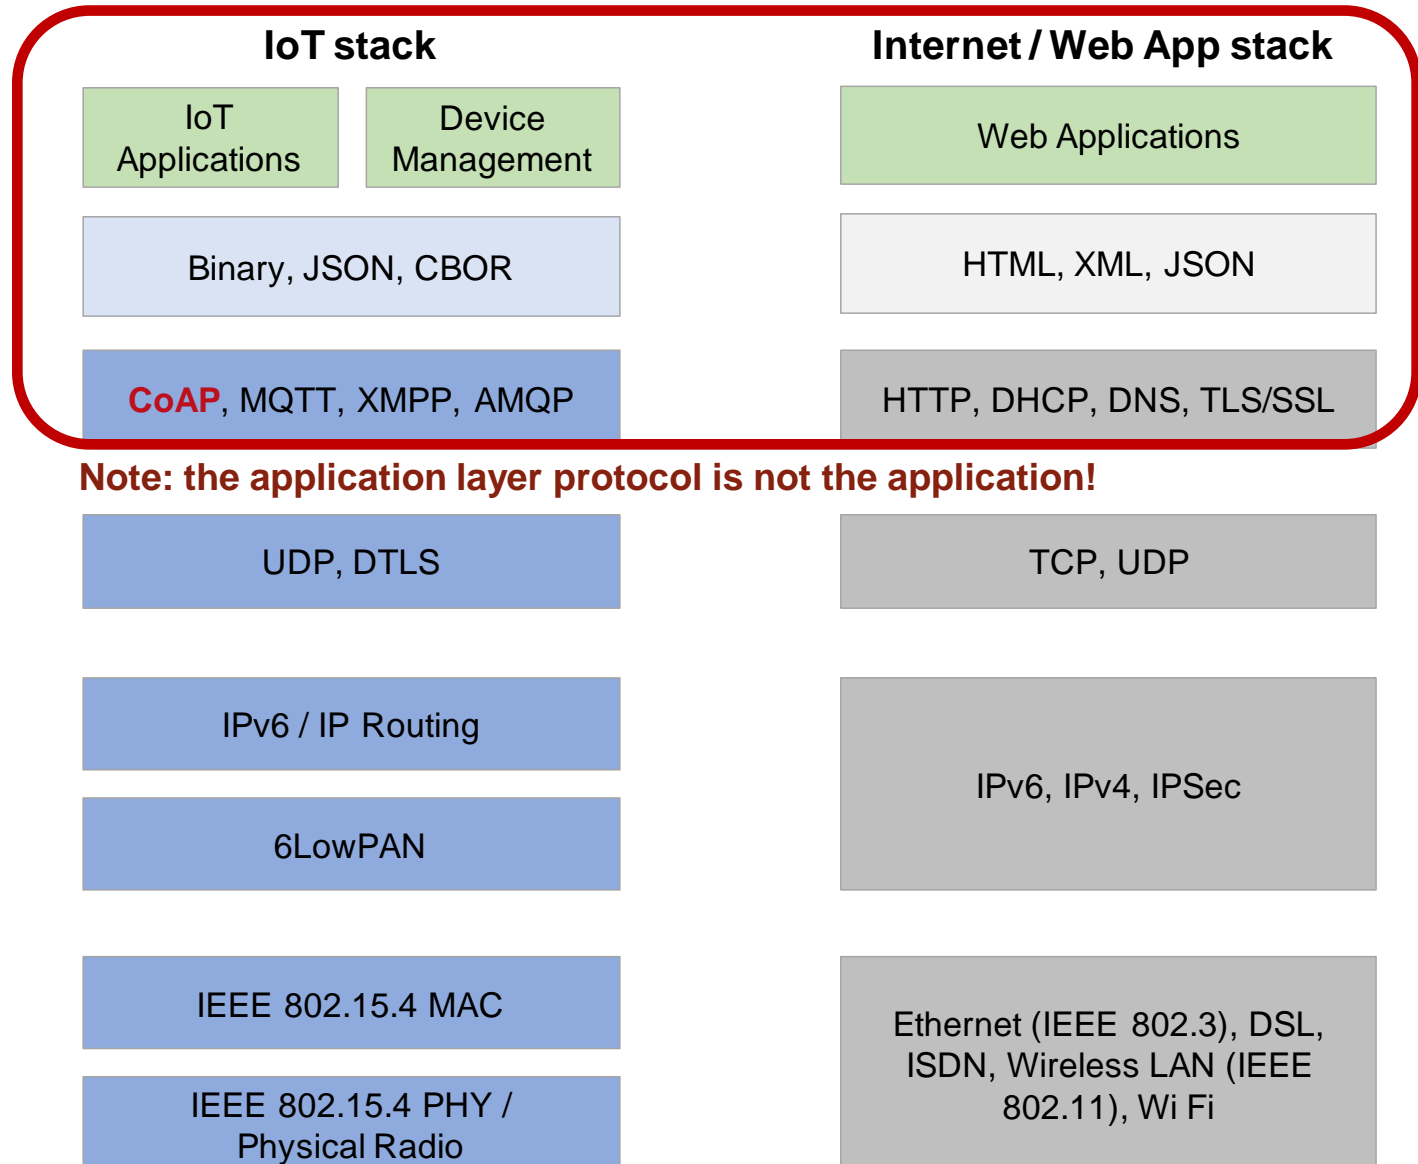 IoT stack
Internet / Web App stack
IoT
Applications
Device
Management
Web Applications
Binary, JSON, CBOR
HTML, XML, JSON
CoAP, MQTT, XMPP, AMQP
HTTP, DHCP, DNS, TLS/SSL
Note: the application layer protocol is not the application!
UDP, DTLS
TCP, UDP
IPv6 / IP Routing
6LowPAN
IPv6, IPv4, IPSec
IEEE 802.15.4 MAC
IEEE 802.15.4 PHY /
Physical Radio
Ethernet (IEEE 802.3), DSL,
ISDN, Wireless LAN (IEEE
802.11), Wi Fi